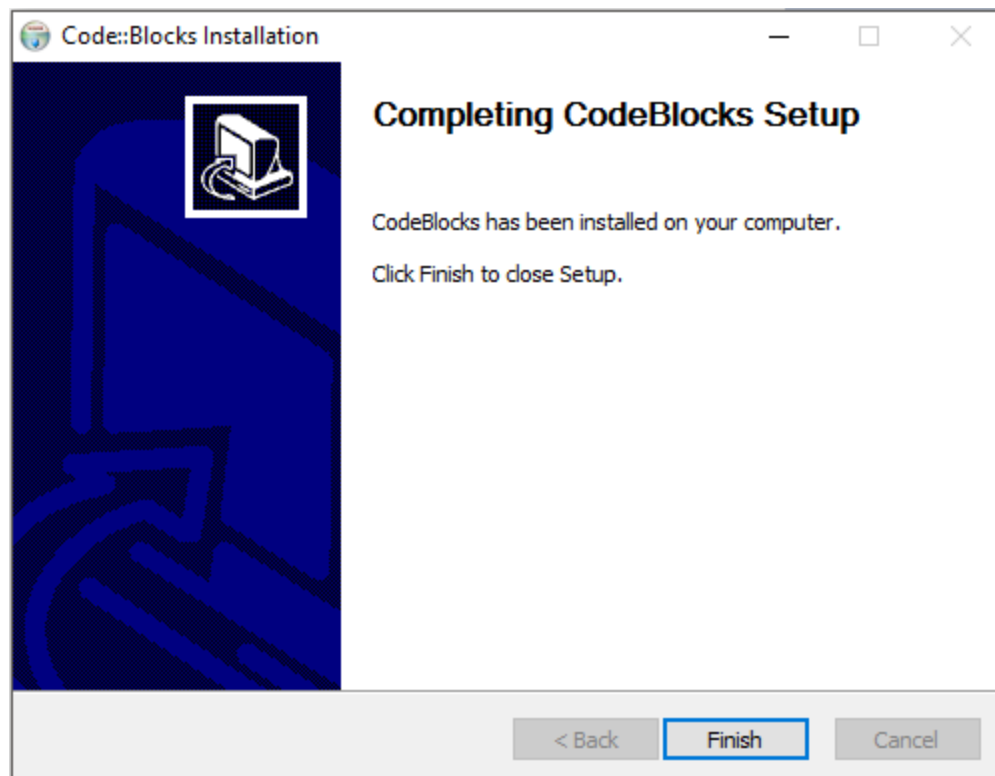 Code::Blocks Installation
Completing CodeBlocks Setup
CodeBlocks has been installed on your computer.
Click Finish to close Setup.
< Back
Finish
Cancel